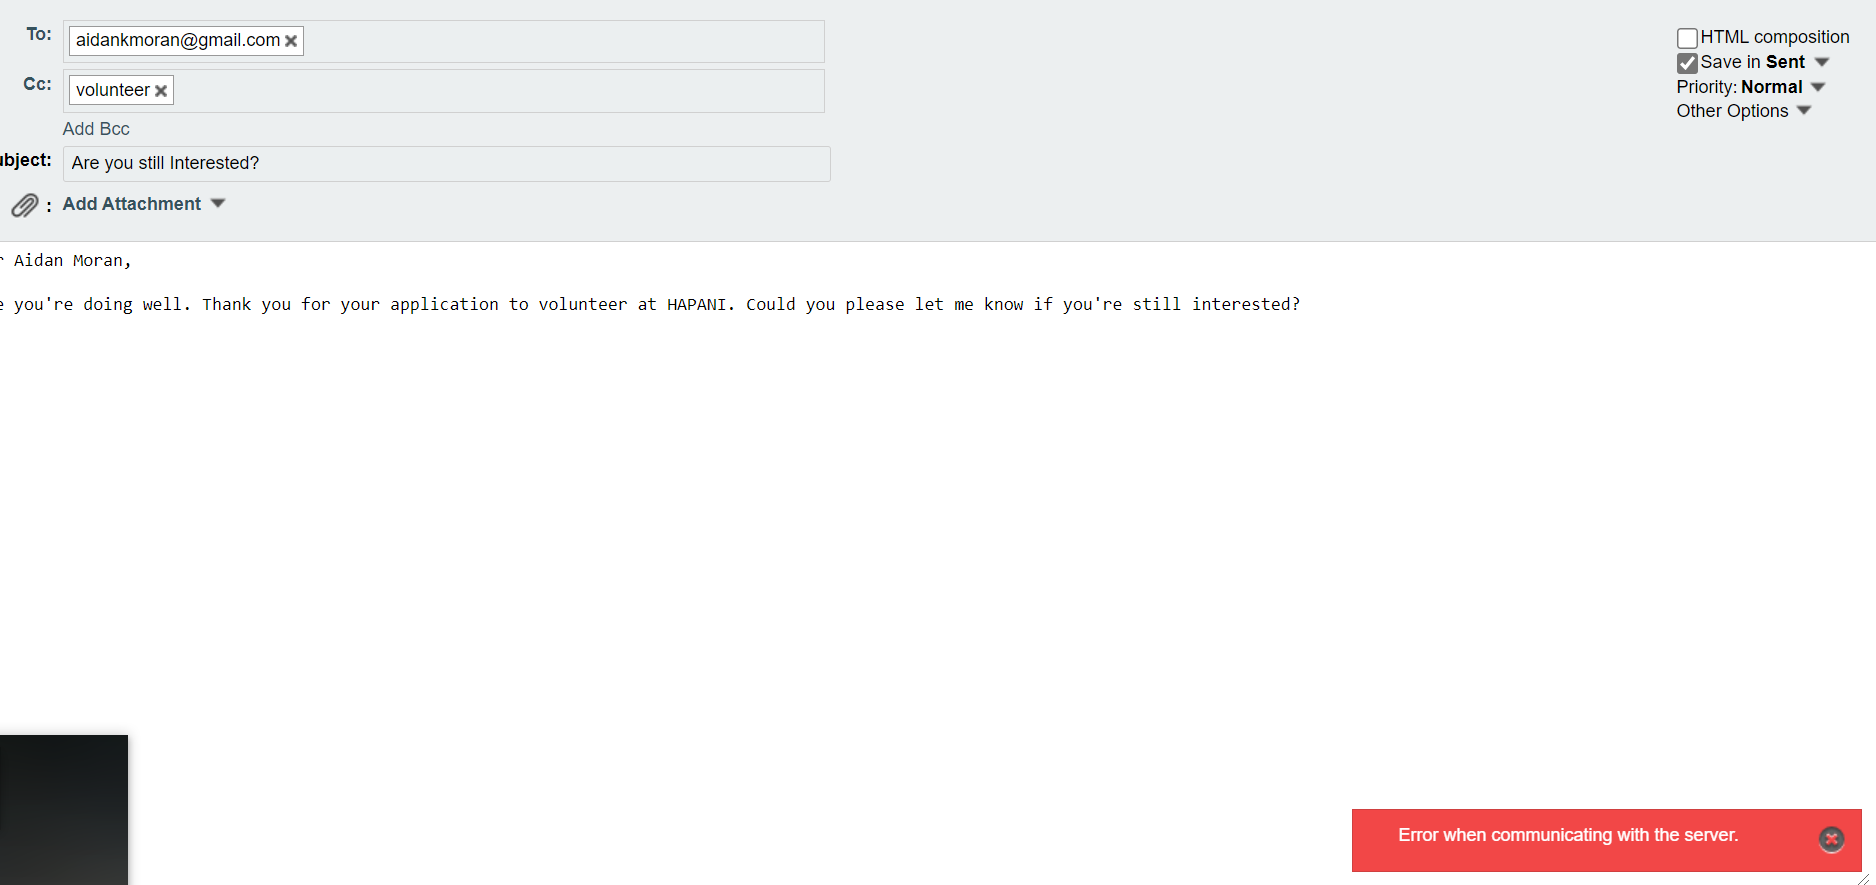 To: aidankmoran@gmail.com
Cc: volunteer
Add Bcc
ubject: Are you still Interested?
: Add Attachment
HTML composition
Save in Sent
Priority: Normal
Other Options
r Aidan Moran,
e you're doing well. Thank you for your application to volunteer at HAPANI. Could you please let me know if you're still interested?
Error when communicating with the server.